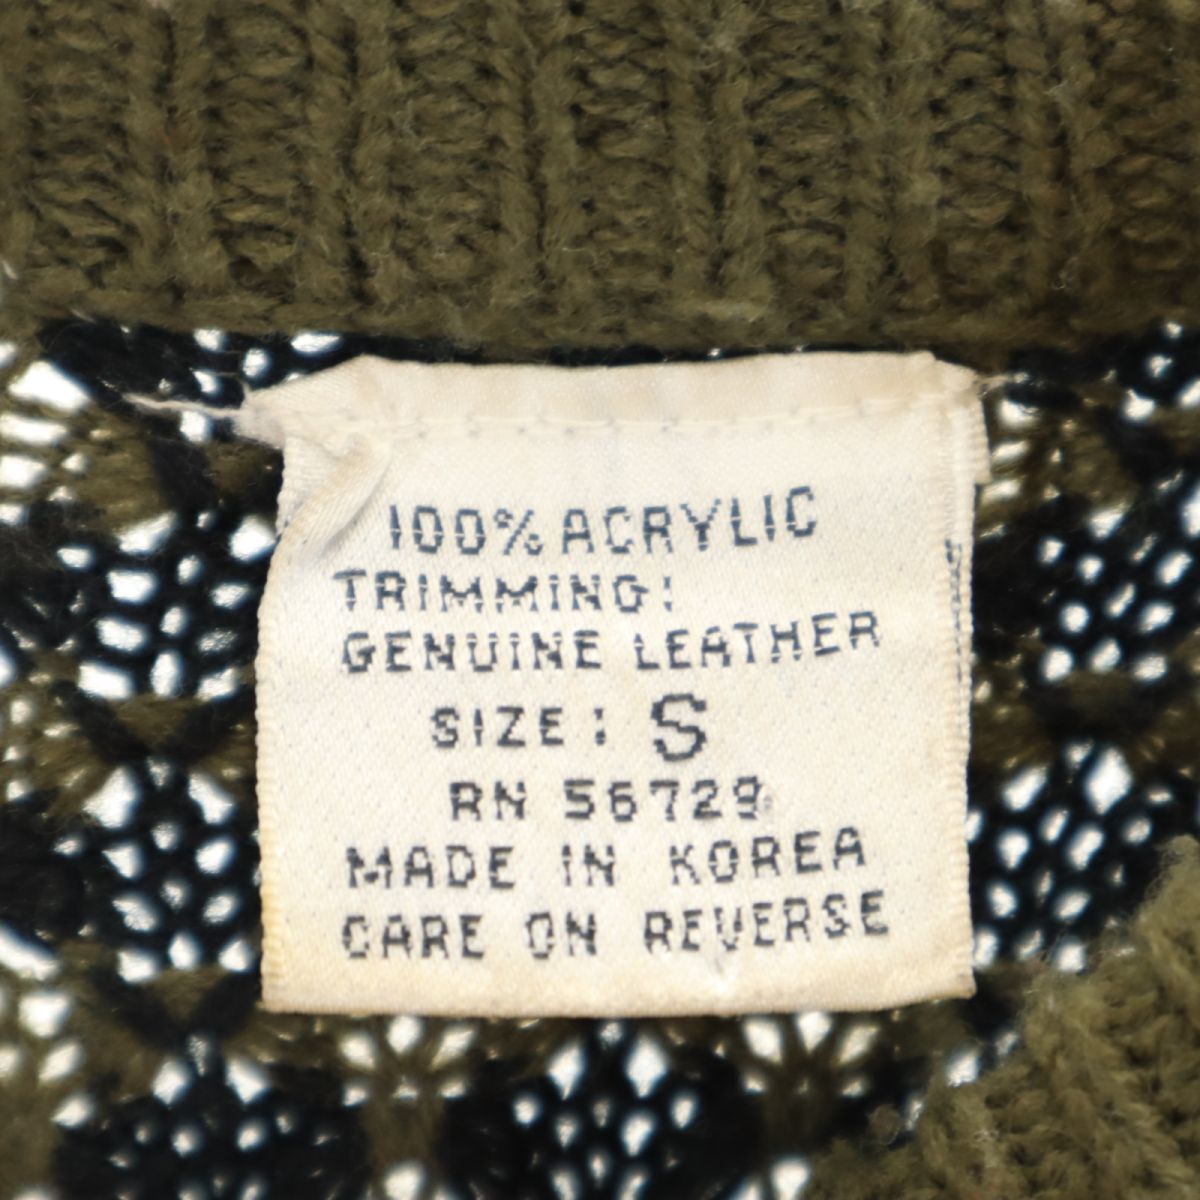 100% ACRYLIC
TRIMMING:
GENUINE LEATHER
SIZE: S
RN 56729
MADE IN KOREA
CARE ON REVERSE